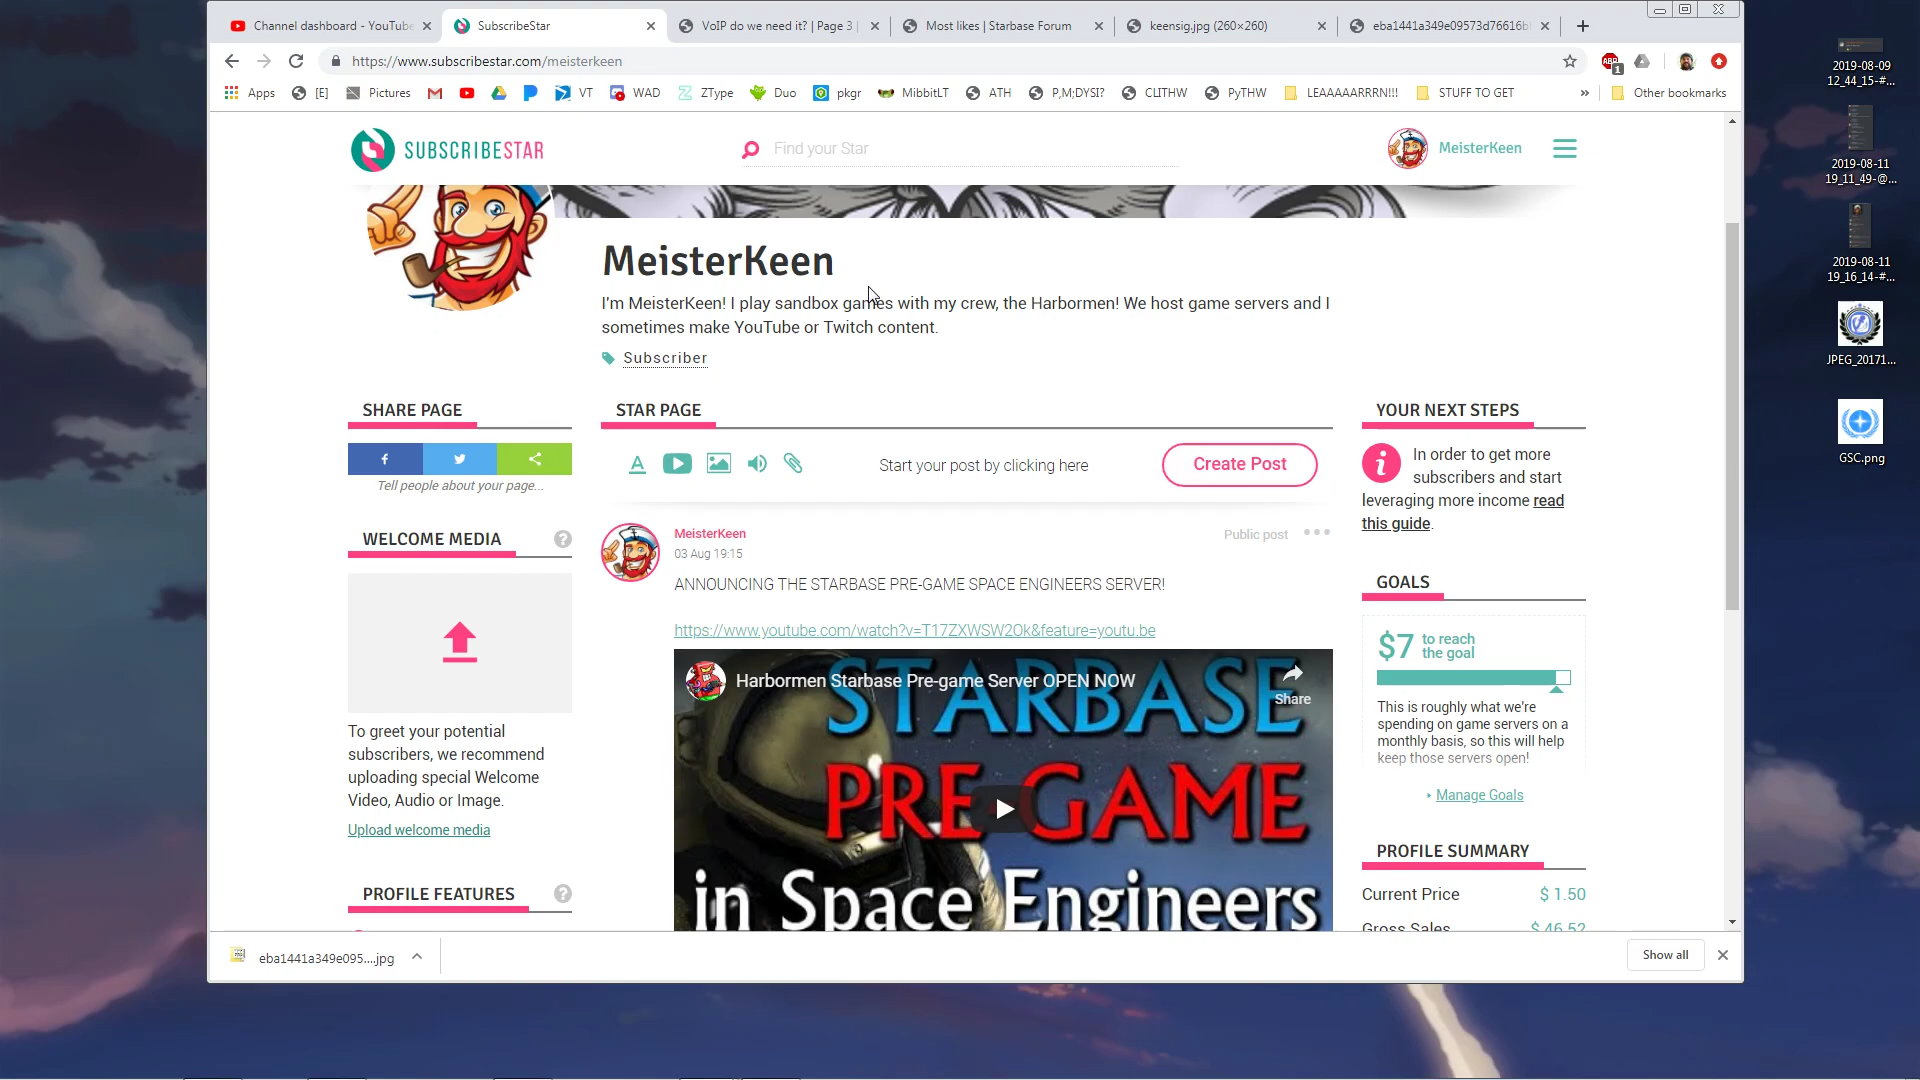 Channel dashboard - YouTube
SubscribeStar
VoIP do we need it? | Page 3 |
Most likes | Starbase Forum
keensig.jpg (260×260)
eba1441a349e09573d76616b
https://www.subscribestar.com/meisterkeen
ABP
1
Apps
[E]
Pictures
VT
WAD
ZType
Duo
pkgr
MibbitLT
ATH
P,M;DYSI?
CLITHW
PyTHW
LEAAAAARRRN!!!
STUFF TO GET
»
Other bookmarks
SUBSCRIBESTAR
Find your Star
MeisterKeen
MeisterKeen
I'm MeisterKeen! I play sandbox games with my crew, the Harbormen! We host game servers and I
sometimes make YouTube or Twitch content.
Subscriber
SHARE PAGE
Tell people about your page...
WELCOME MEDIA
?
To greet your potential
subscribers, we recommend
uploading special Welcome
Video, Audio or Image.
Upload welcome media
PROFILE FEATURES
?
STAR PAGE
A
Start your post by clicking here
Create Post
MeisterKeen
Public post
03 Aug 19:15
ANNOUNCING THE STARBASE PRE-GAME SPACE ENGINEERS SERVER!
https://www.youtube.com/watch?v=T17ZXWSW2Ok&feature=youtu.be
Harbormen Starbase Pre-game Server OPEN NOW
Share
STARBASE
PRE-GAME
in Space Engineers
YOUR NEXT STEPS
In order to get more
subscribers and start
leveraging more income read
this guide.
GOALS
$7 to reach
the goal
This is roughly what we're
spending on game servers on a
monthly basis, so this will help
keep those servers open!
Manage Goals
PROFILE SUMMARY
Current Price $ 1.50
Gross Sales $ 46.52
eba1441a349e095....jpg
Show all
2019-08-09
12_44_15-#...
2019-08-11
19_11_49-@...
2019-08-11
19_16_14-#...
JPEG_20171...
GSC.png